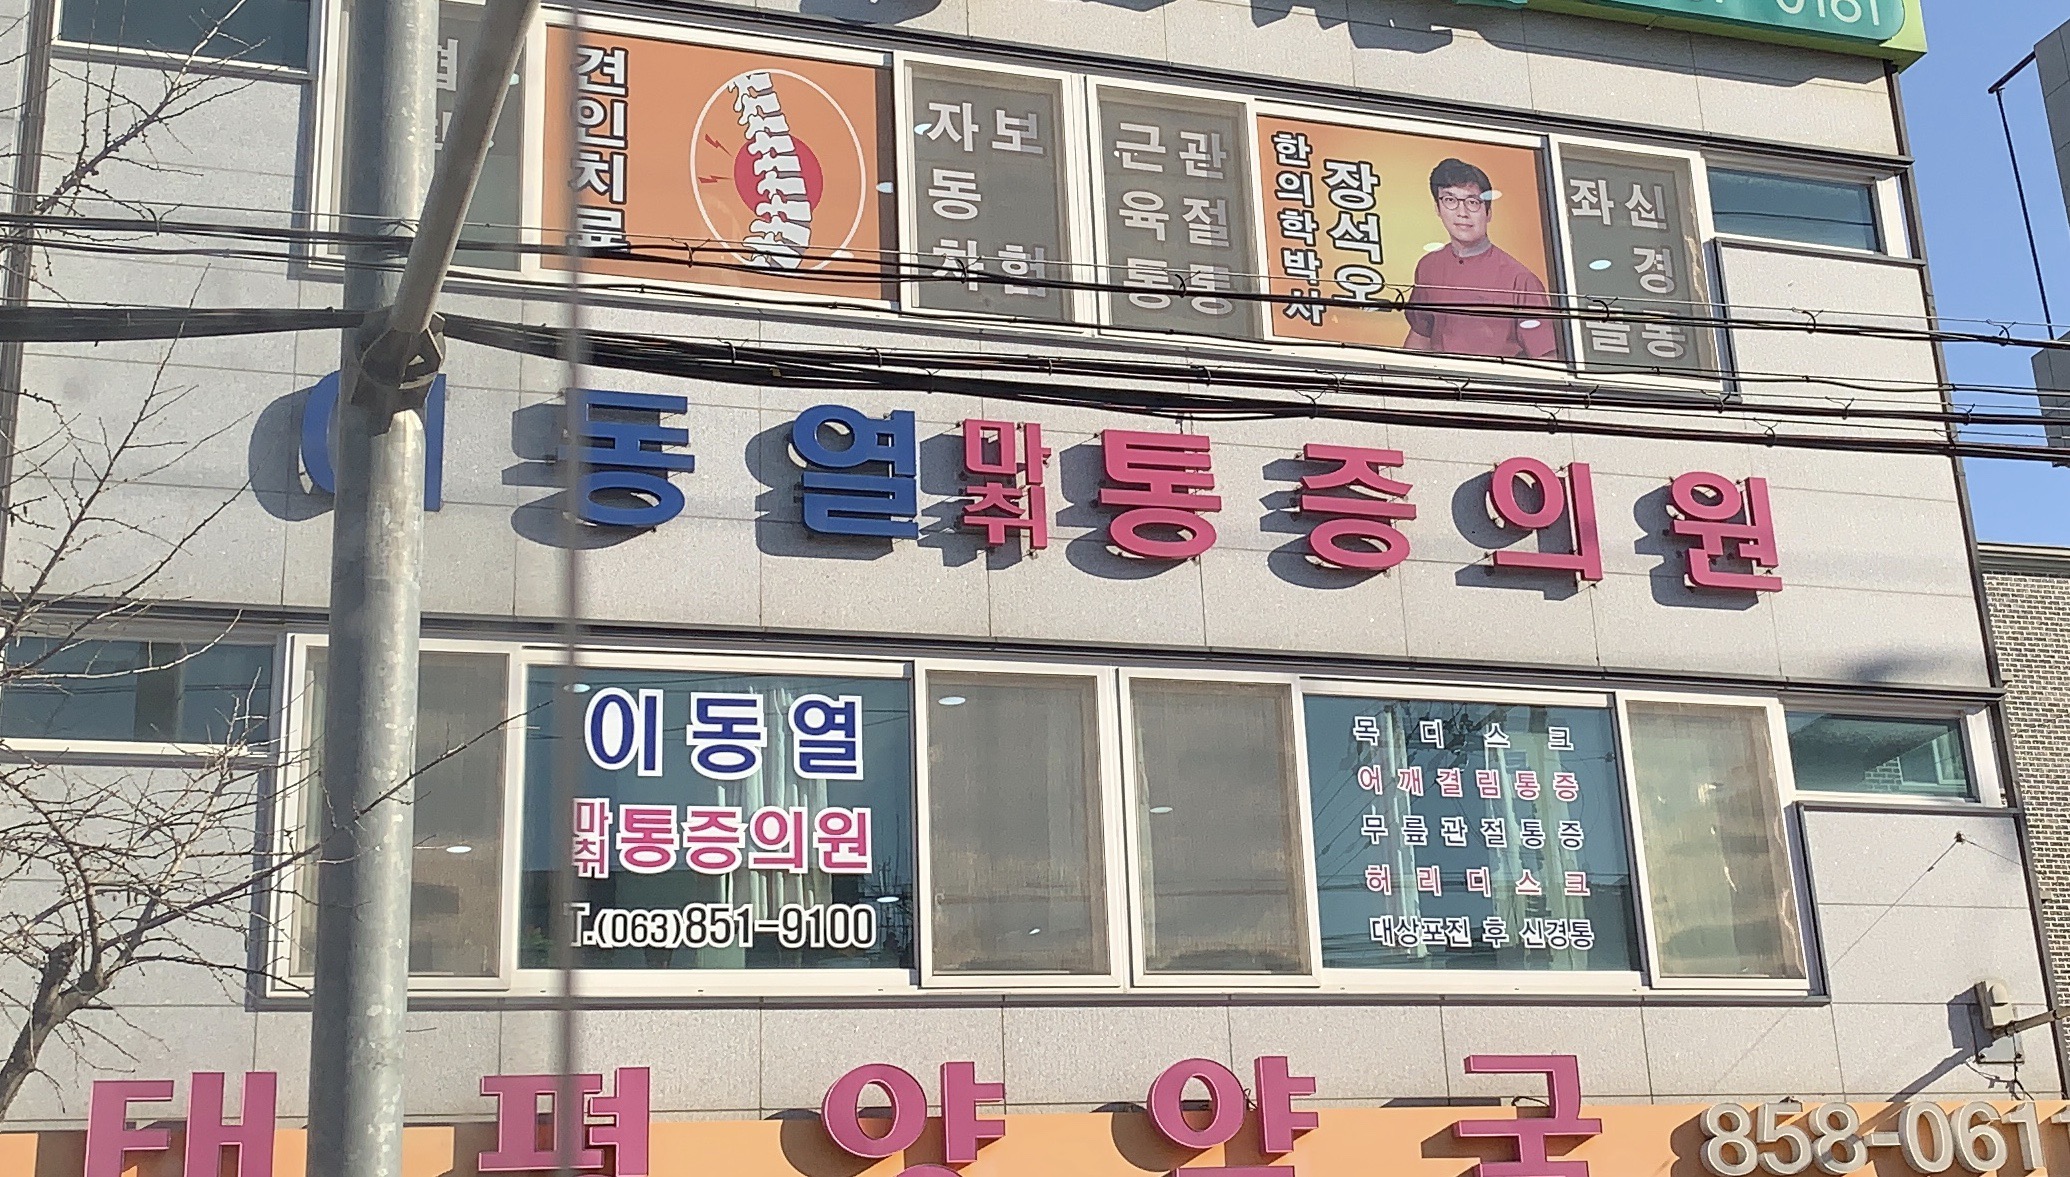 견인치료
자동차
보험
근육통
관절통
한의학박사
장석오
좌
신경통
이동열마취통증의원
이동열
마취통증의원
T.(063)851-9100
목디스크
어깨결림통증
무릎관절통증
허리디스크
대상포진 후 신경통
태평양약국
858-061